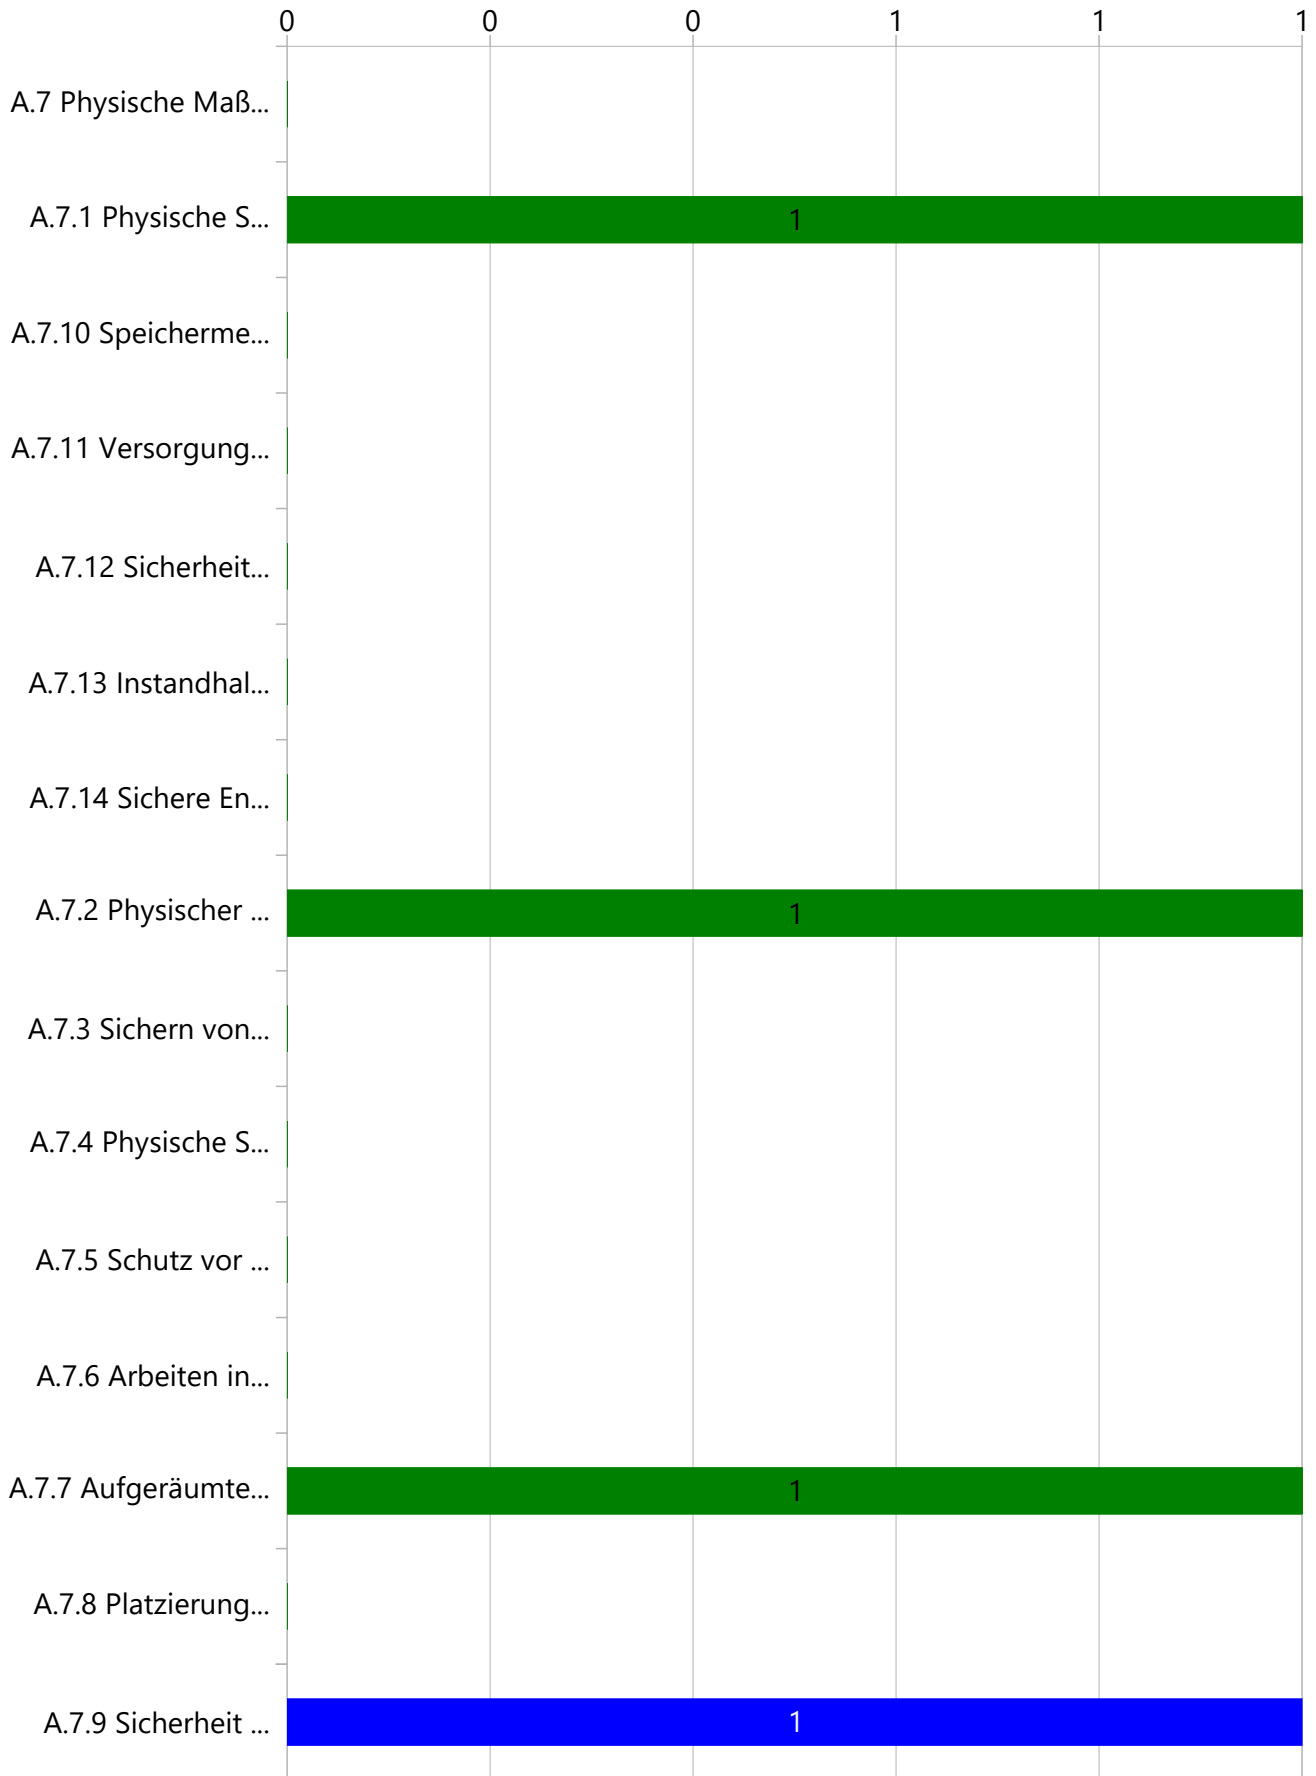 0 0 0 1 1 1
A.7 Physische Maß...
A.7.1 Physische S...
1
A.7.10 Speicherme...
A.7.11 Versorgung...
A.7.12 Sicherheit...
A.7.13 Instandhal...
A.7.14 Sichere En...
A.7.2 Physischer ...
1
A.7.3 Sichern von...
A.7.4 Physische S...
A.7.5 Schutz vor ...
A.7.6 Arbeiten in...
A.7.7 Aufgeräumte...
1
A.7.8 Platzierung...
A.7.9 Sicherheit ...
1